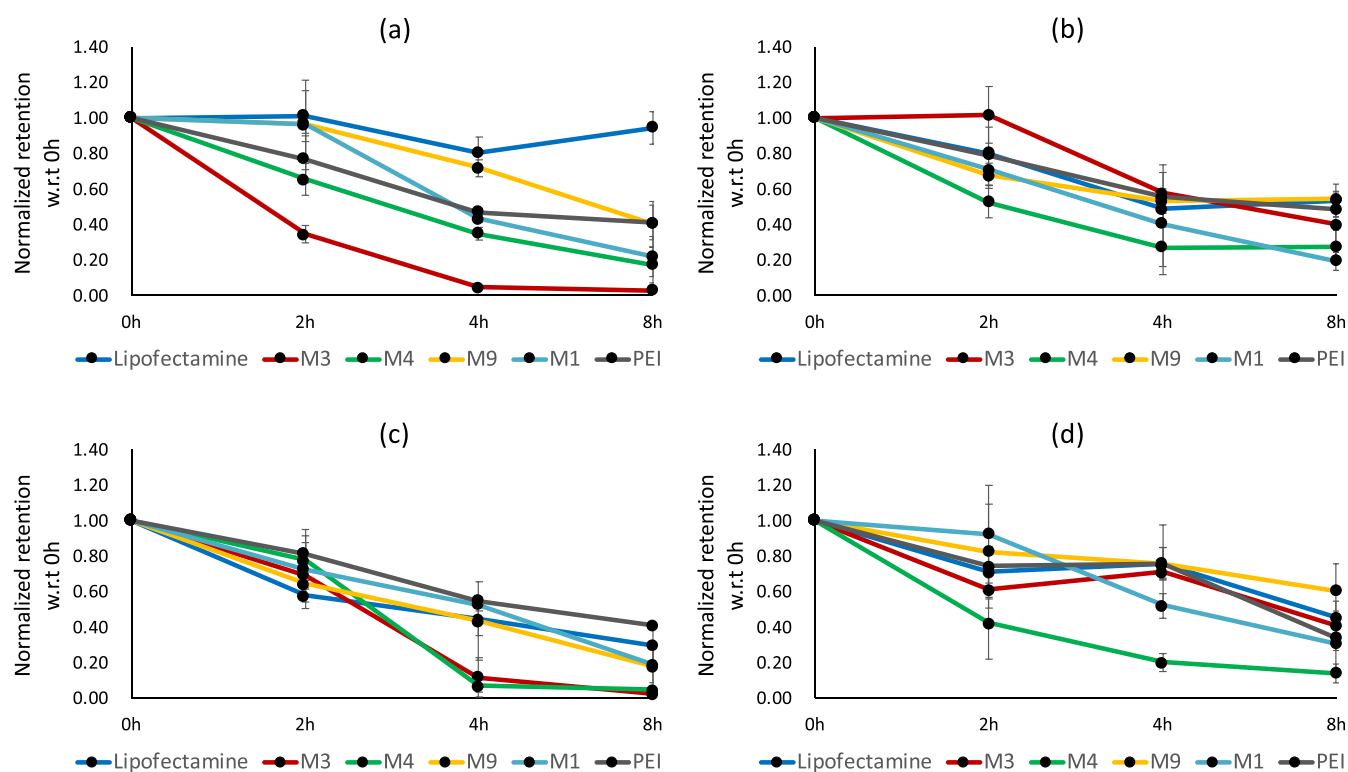 (a)
Normalized retention
w.r.t 0h
1.40
1.20
1.00
0.80
0.60
0.40
0.20
0.00
0h 2h 4h 8h
Lipofectamine M3 M4 M9 M1 PEI
(b)
Normalized retention
w.r.t 0h
1.40
1.20
1.00
0.80
0.60
0.40
0.20
0.00
0h 2h 4h 8h
Lipofectamine M3 M4 M9 M1 PEI
(c)
Normalized retention
w.r.t 0h
1.40
1.20
1.00
0.80
0.60
0.40
0.20
0.00
0h 2h 4h 8h
Lipofectamine M3 M4 M9 M1 PEI
(d)
Normalized retention
w.r.t 0h
1.40
1.20
1.00
0.80
0.60
0.40
0.20
0.00
0h 2h 4h 8h
Lipofectamine M3 M4 M9 M1 PEI